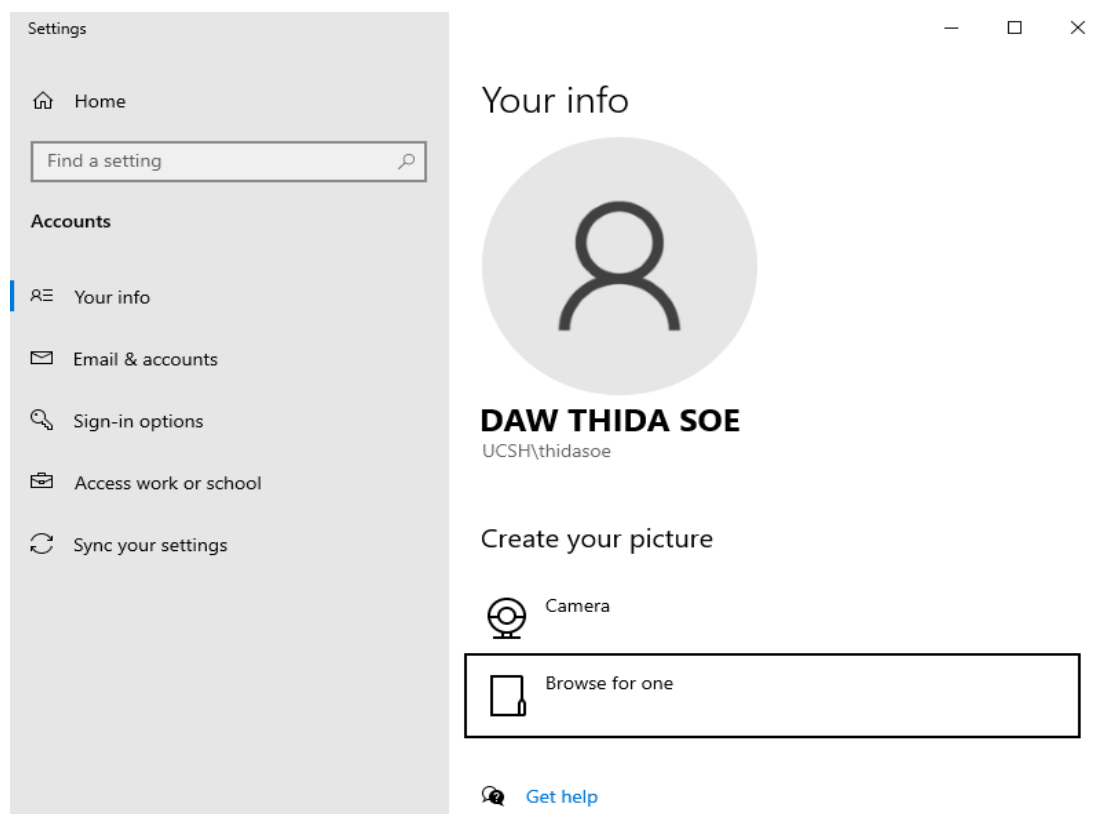 Settings
Home
Find a setting
Accounts
Your info
Email & accounts
Sign-in options
Access work or school
Sync your settings
Your info
DAW THIDA SOE
UCSH\thidasoe
Create your picture
Camera
Browse for one
Get help